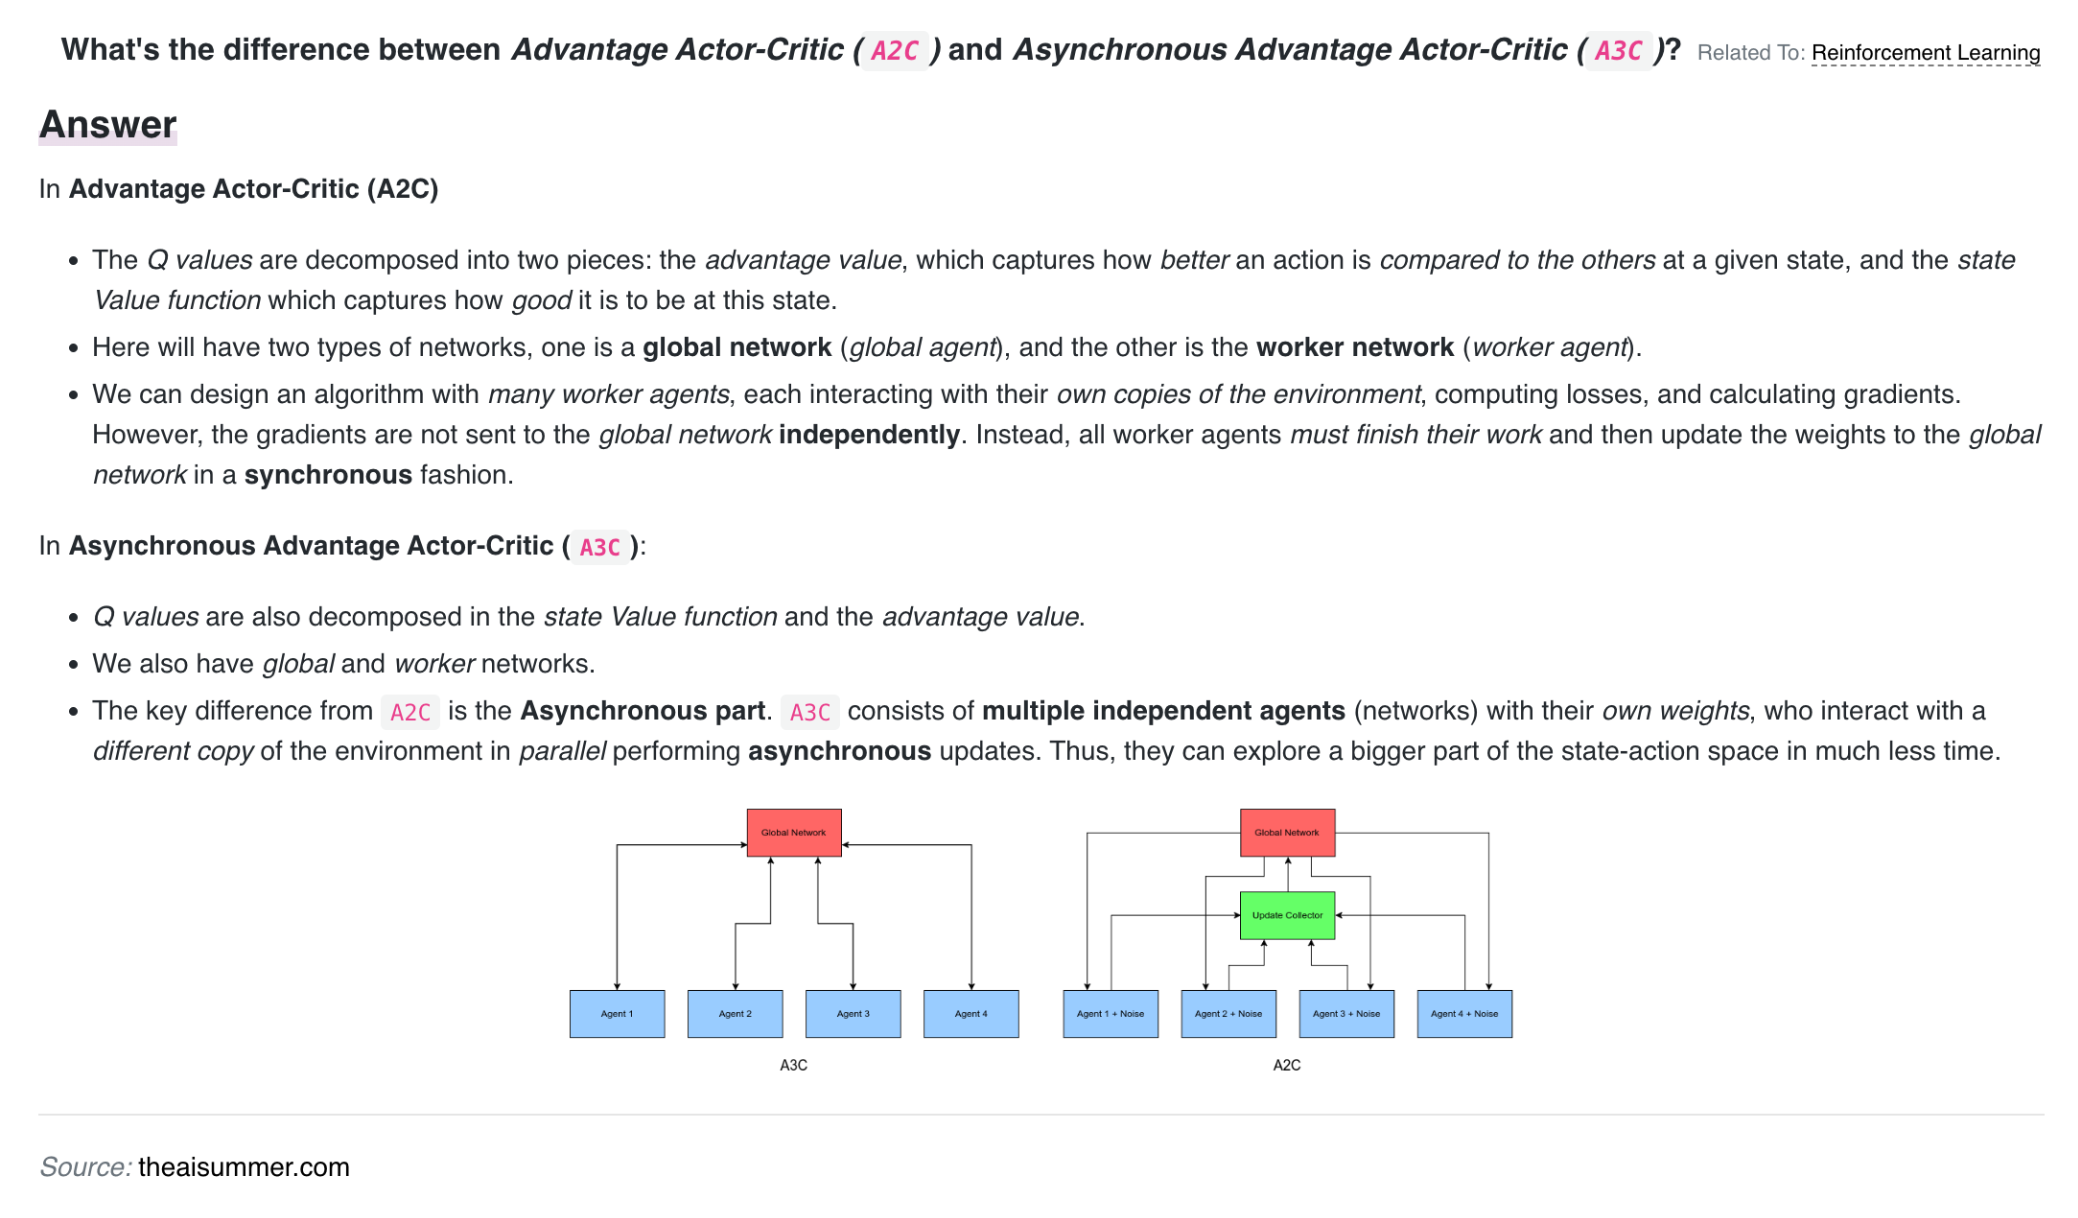 What's the difference between Advantage Actor-Critic (A2C) and Asynchronous Advantage Actor-Critic (A3C)? Related To: Reinforcement Learning
Answer
In Advantage Actor-Critic (A2C)
• The Q values are decomposed into two pieces: the advantage value, which captures how better an action is compared to the others at a given state, and the state
Value function which captures how good it is to be at this state.
• Here will have two types of networks, one is a global network (global agent), and the other is the worker network (worker agent).
• We can design an algorithm with many worker agents, each interacting with their own copies of the environment, computing losses, and calculating gradients.
However, the gradients are not sent to the global network independently. Instead, all worker agents must finish their work and then update the weights to the global
network in a synchronous fashion.
In Asynchronous Advantage Actor-Critic (A3C):
• Q values are also decomposed in the state Value function and the advantage value.
• We also have global and worker networks.
• The key difference from A2C is the Asynchronous part. A3C consists of multiple independent agents (networks) with their own weights, who interact with a
different copy of the environment in parallel performing asynchronous updates. Thus, they can explore a bigger part of the state-action space in much less time.
Global Network
Agent 1
Agent 2
Agent 3
Agent 4
A3C
Global Network
Update Collector
Agent 1 + Noise
Agent 2 + Noise
Agent 3 + Noise
Agent 4 + Noise
A2C
Source: theaisummer.com